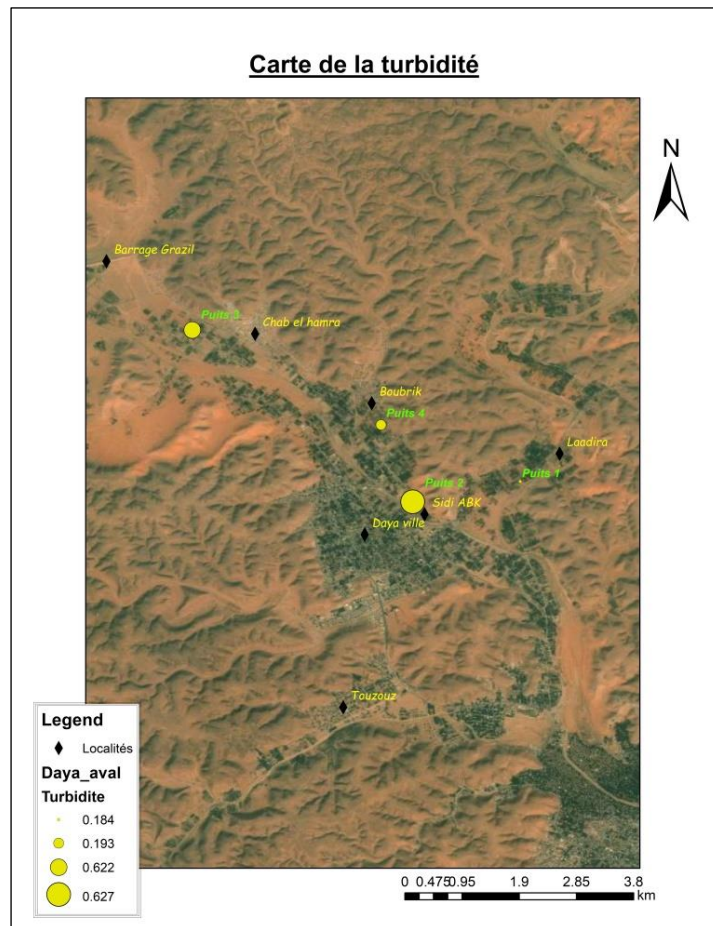 Carte de la turbidité
N
Barrage Grazil
Puits 3
Chab el hamra
Boubrik
Puits 4
Laadira
Puits 1
Puits 2
Sidi ABK
Daya ville
Touzouz
Legend
Localités
Daya_aval
Turbidite
0.184
0.193
0.622
0.627
0 0.475 0.95 1.9 2.85 3.8
km